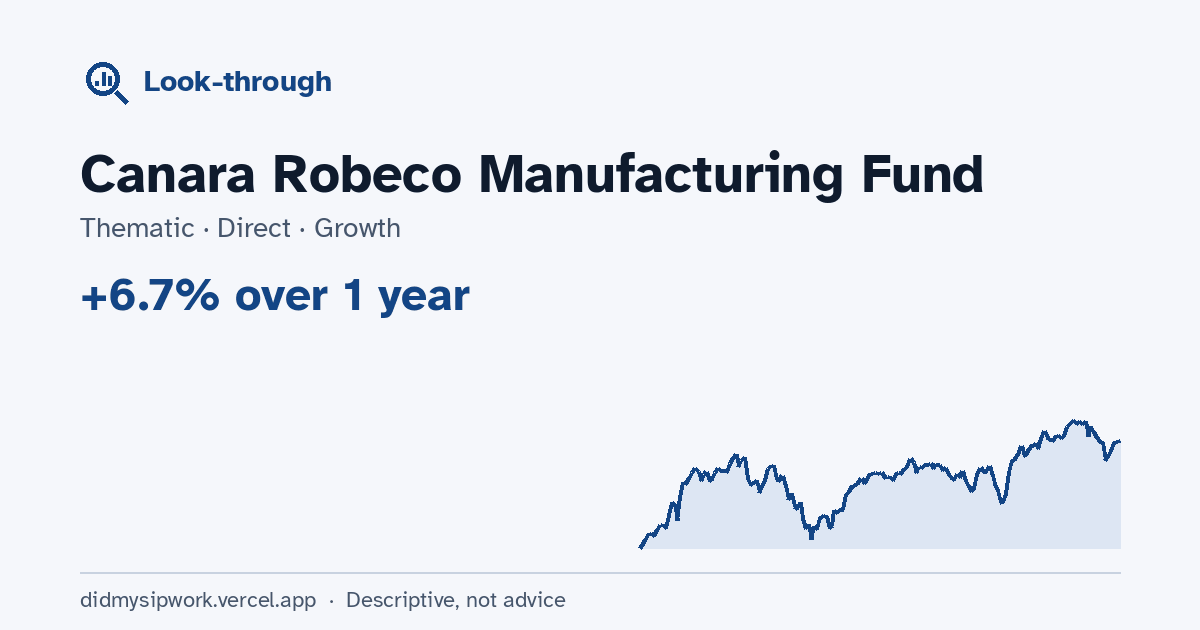 Look-through
Canara Robeco Manufacturing Fund
Thematic · Direct · Growth
+6.7% over 1 year
didmysipwork.vercel.app · Descriptive, not advice